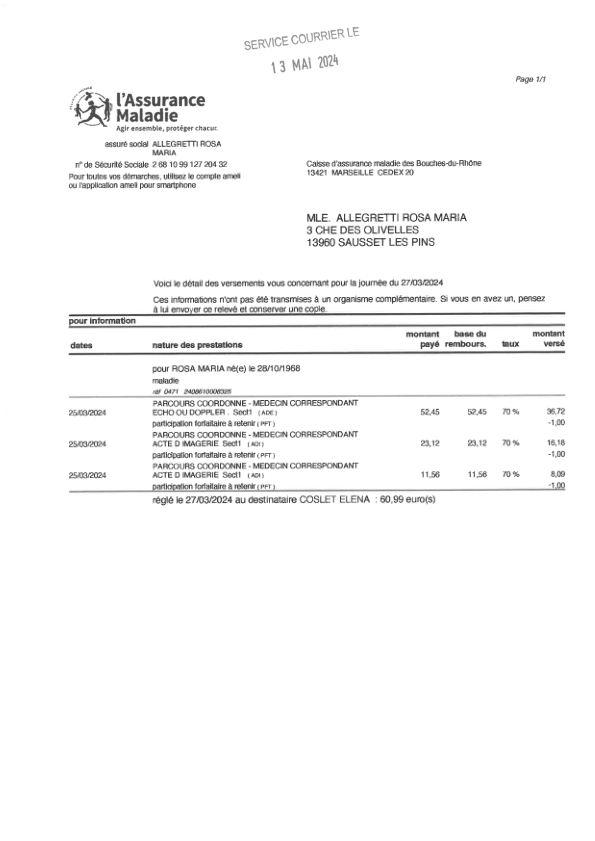 SERVICE COURRIER LE
13 MAI 2024
Page 1/1
l'Assurance
Maladie
Agir ensemble, protéger chacun
assuré social ALLEGRETTI ROSA
MARIA
n° de Sécurité Sociale 2 68 10 99 127 204 32
Pour toutes vos démarches, utilisez le compte ameli
ou l'application ameli pour smartphone
Caisse d'assurance maladie des Bouches-du-Rhône
13421 MARSEILLE CEDEX 20
MLE. ALLEGRETTI ROSA MARIA
3 CHE DES OLIVELLES
13960 SAUSSET LES PINS
Voici le détail des versements vous concernant pour la journée du 27/03/2024
Ces informations n'ont pas été transmises à un organisme complémentaire. Si vous en avez un, pensez
à lui envoyer ce relevé et conserver une copie.
pour information
dates nature des prestations montant payé base du rembours. taux montant versé
pour ROSA MARIA né(e) le 28/10/1968
maladie
réf 0471 2408610006325
PARCOURS COORDONNE - MEDECIN CORRESPONDANT
25/03/2024 ECHO OU DOPPLER . Sect1 (ADE) 52,45 52,45 70 % 36,72
participation forfaitaire à retenir (PFT) -1,00
PARCOURS COORDONNE - MEDECIN CORRESPONDANT
25/03/2024 ACTE D IMAGERIE Sect1 (ADI) 23,12 23,12 70 % 16,18
participation forfaitaire à retenir (PFT) -1,00
PARCOURS COORDONNE - MEDECIN CORRESPONDANT
25/03/2024 ACTE D IMAGERIE Sect1 (ADI) 11,56 11,56 70 % 8,09
participation forfaitaire à retenir (PFT) -1,00
réglé le 27/03/2024 au destinataire COSLET ELENA : 60,99 euro(s)